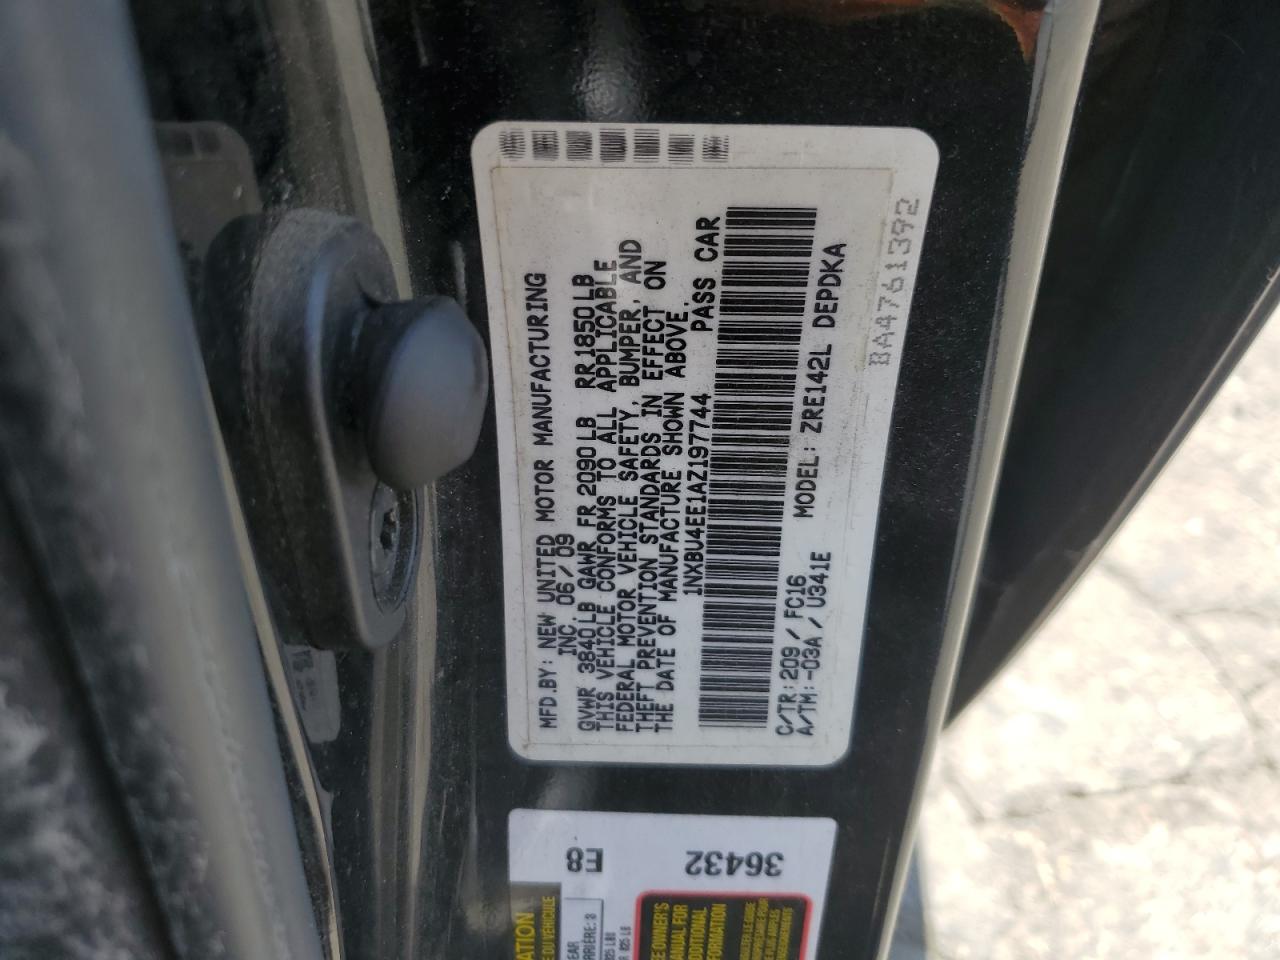 MFD.BY: NEW UNITED MOTOR MANUFACTURING
INC 06/09
GVWR 3840LB GAWR FR 2090LB RR1850LB
THIS VEHICLE CONFORMS TO ALL APPLICABLE
FEDERAL MOTOR VEHICLE SAFETY, BUMPER, AND
THEFT PREVENTION STANDARDS IN EFFECT ON
THE DATE OF MANUFACTURE SHOWN ABOVE.
1NXBU4EE1AZ197744 PASS CAR
C/TR:209/FC16 MODEL: ZRE142L DEPDKA
A/TM:-03A/U341E
BA4761392
E8
36432